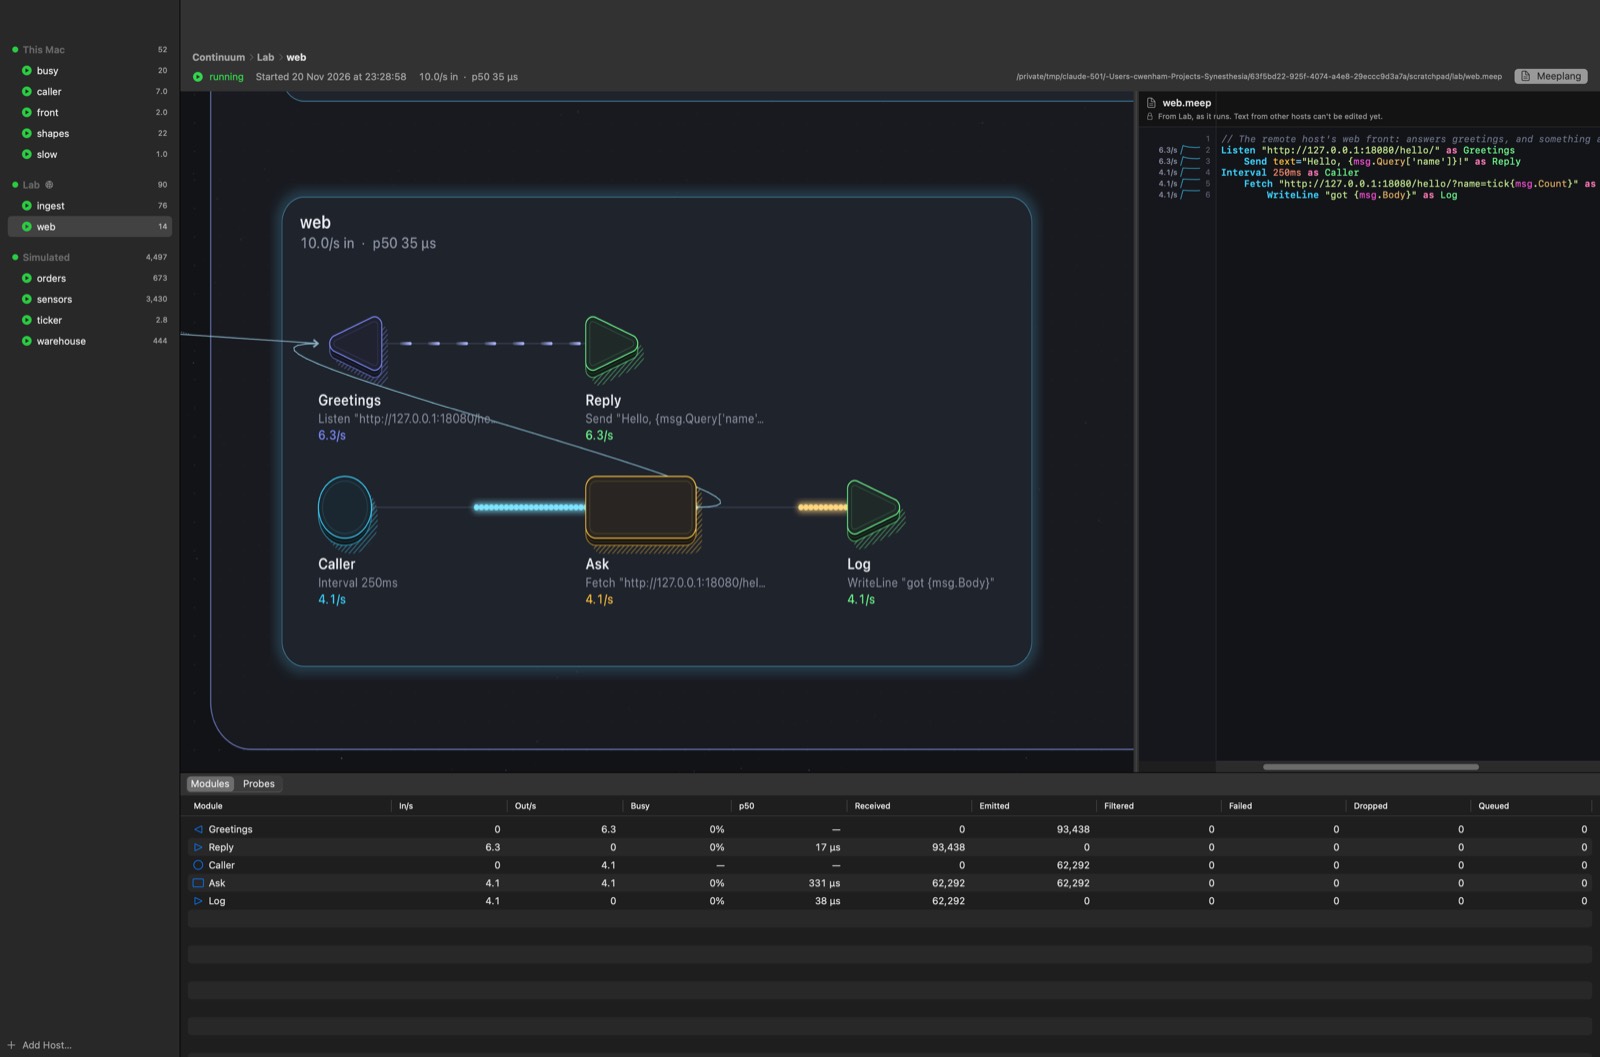 This Mac 52
busy 20
caller 7.0
front 2.0
shapes 22
slow 1.0
Lab 90
ingest 76
web 14
Simulated 4,497
orders 673
sensors 3,430
ticker 2.8
warehouse 444
Add Host...
Continuum Lab web
running Started 20 Nov 2026 at 23:28:58 10.0/s in · p50 35 µs
/private/tmp/claude-501/-Users-cwenham-Projects-Synesthesia/63f5bd22-925f-4074-a4e8-29eccc9d3a7a/scratchpad/lab/web.meep
Meeplang
web
10.0/s in · p50 35 µs
Greetings
Listen "http://127.0.0.1:18080/he...
6.3/s
Reply
Send "Hello, {msg.Query['name'...
6.3/s
Caller
Interval 250ms
4.1/s
Ask
Fetch "http://127.0.0.1:18080/hel...
4.1/s
Log
WriteLine "got {msg.Body}"
4.1/s
web.meep
From Lab, as it runs. Text from other hosts can't be edited yet.
1 // The remote host's web front: answers greetings, and something a
6.3/s 2 Listen "http://127.0.0.1:18080/hello/" as Greetings
6.3/s 3 Send text="Hello, {msg.Query['name']}!" as Reply
4.1/s 4 Interval 250ms as Caller
4.1/s 5 Fetch "http://127.0.0.1:18080/hello/?name=tick{msg.Count}" as
4.1/s 6 WriteLine "got {msg.Body}" as Log
Modules Probes
Module In/s Out/s Busy p50 Received Emitted Filtered Failed Dropped Queued
Greetings 0 6.3 0% — 0 93,438 0 0 0 0
Reply 6.3 0 0% 17 µs 93,438 0 0 0 0 0
Caller 0 4.1 — — 0 62,292 0 0 0 0
Ask 4.1 4.1 0% 331 µs 62,292 62,292 0 0 0 0
Log 4.1 0 0% 38 µs 62,292 0 0 0 0 0